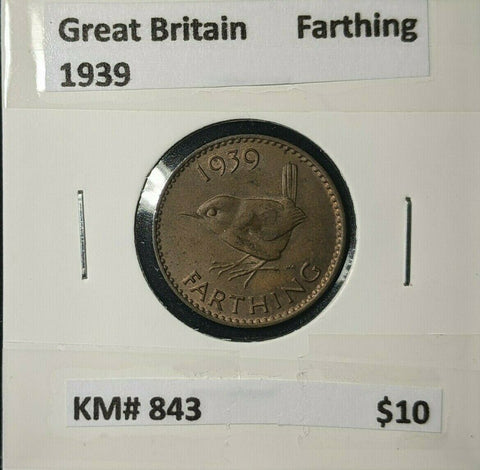 Great Britain Farthing
1939
1939
FARTHING
KM# 843 $10